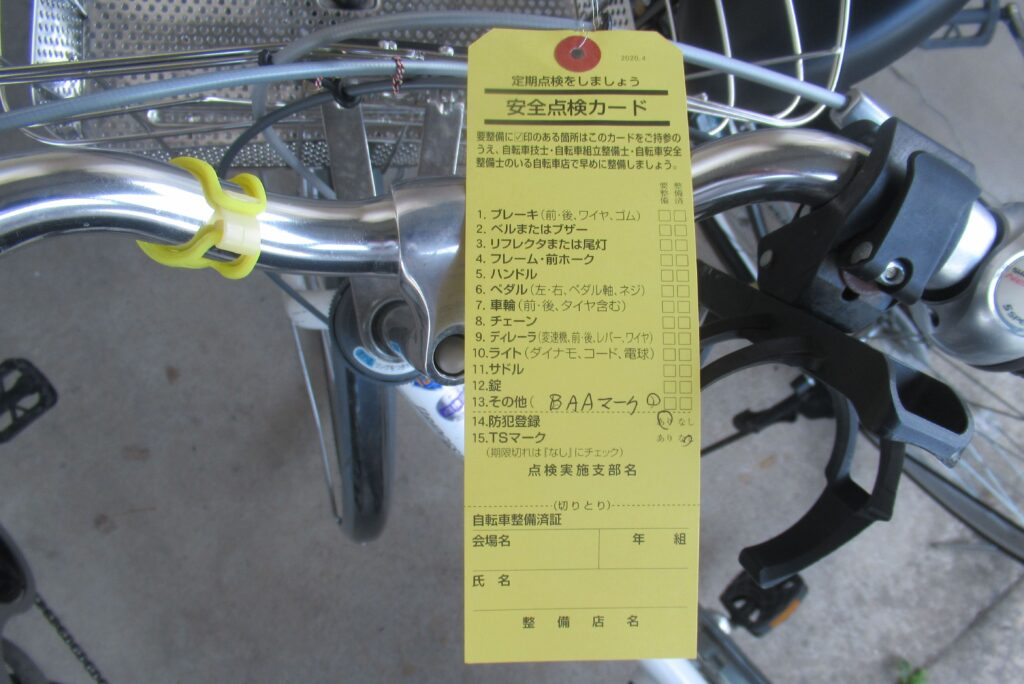 2020.4
定期点検をしましょう
安全点検カード
要整備に☑印のある箇所はこのカードをご持参の
うえ、自転車技士・自転車組立整備士・自転車安全
整備士のいる自転車店で早めに整備しましょう。
要整備 整備済
1. ブレーキ(前・後、ワイヤ、ゴム) □□
2. ベルまたはブザー □□
3. リフレクタまたは尾灯 □□
4. フレーム・前ホーク □□
5. ハンドル □□
6. ペダル(左・右、ペダル軸、ネジ) □□
7. 車輪(前・後、タイヤ含む) □□
8. チェーン □□
9. ディレーラ(変速機、前・後、レバー、ワイヤ) □□
10. ライト(ダイナモ、コード、電球) □□
11. サドル □□
12. 錠 □□
13. その他( BAAマーク □□
14. 防犯登録 あり なし
15. TSマーク あり なし
(期限切れは『なし』にチェック)
点検実施支部名
(切りとり)
自転車整備済証
会場名 年 組
氏 名
整 備 店 名